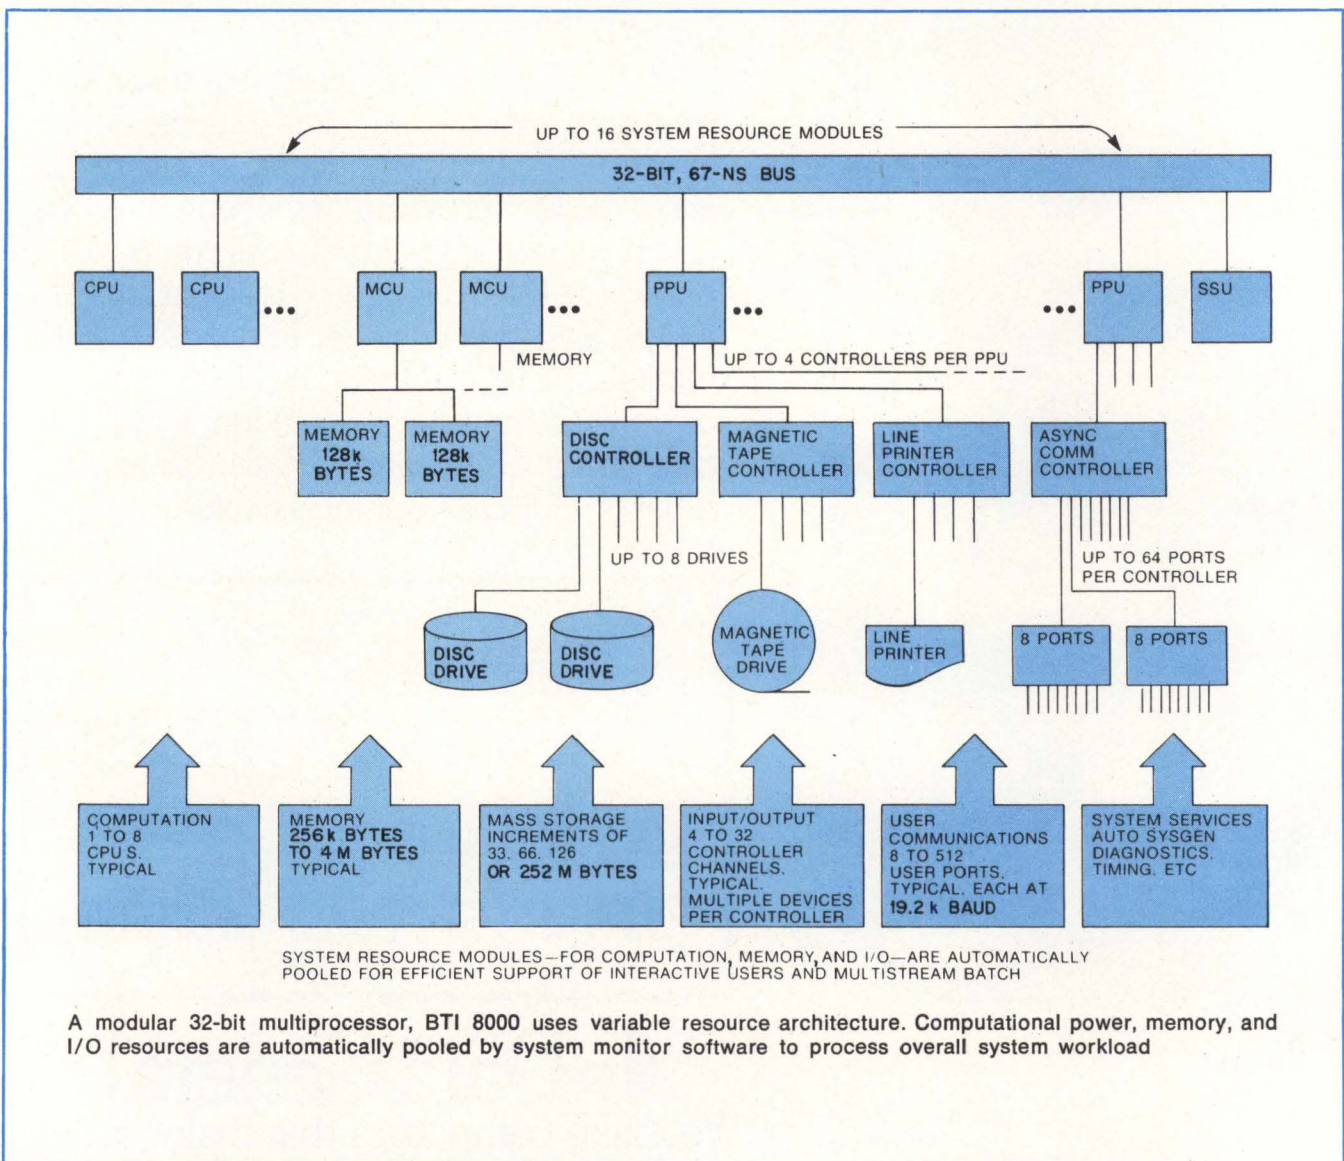 UP TO 16 SYSTEM RESOURCE MODULES
32-BIT, 67-NS BUS
CPU
CPU
•••
MCU
MCU
•••
PPU
•••
•••
PPU
SSU
MEMORY
UP TO 4 CONTROLLERS PER PPU
MEMORY
128k
BYTES
MEMORY
128k
BYTES
DISC
CONTROLLER
MAGNETIC
TAPE
CONTROLLER
LINE
PRINTER
CONTROLLER
ASYNC
COMM
CONTROLLER
UP TO 8 DRIVES
UP TO 64 PORTS
PER CONTROLLER
DISC
DRIVE
DISC
DRIVE
MAGNETIC
TAPE
DRIVE
LINE
PRINTER
8 PORTS
8 PORTS
COMPUTATION
1 TO 8
CPU S.
TYPICAL
MEMORY
256k BYTES
TO 4 M BYTES
TYPICAL
MASS STORAGE
INCREMENTS OF
33. 66. 126
OR 252 M BYTES
INPUT/OUTPUT
4 TO 32
CONTROLLER
CHANNELS.
TYPICAL.
MULTIPLE DEVICES
PER CONTROLLER
USER
COMMUNICATIONS
8 TO 512
USER PORTS.
TYPICAL. EACH AT
19.2 k BAUD
SYSTEM SERVICES
AUTO SYSGEN
DIAGNOSTICS.
TIMING. ETC
SYSTEM RESOURCE MODULES—FOR COMPUTATION, MEMORY, AND I/O—ARE AUTOMATICALLY
POOLED FOR EFFICIENT SUPPORT OF INTERACTIVE USERS AND MULTISTREAM BATCH
A modular 32-bit multiprocessor, BTI 8000 uses variable resource architecture. Computational power, memory, and
I/O resources are automatically pooled by system monitor software to process overall system workload